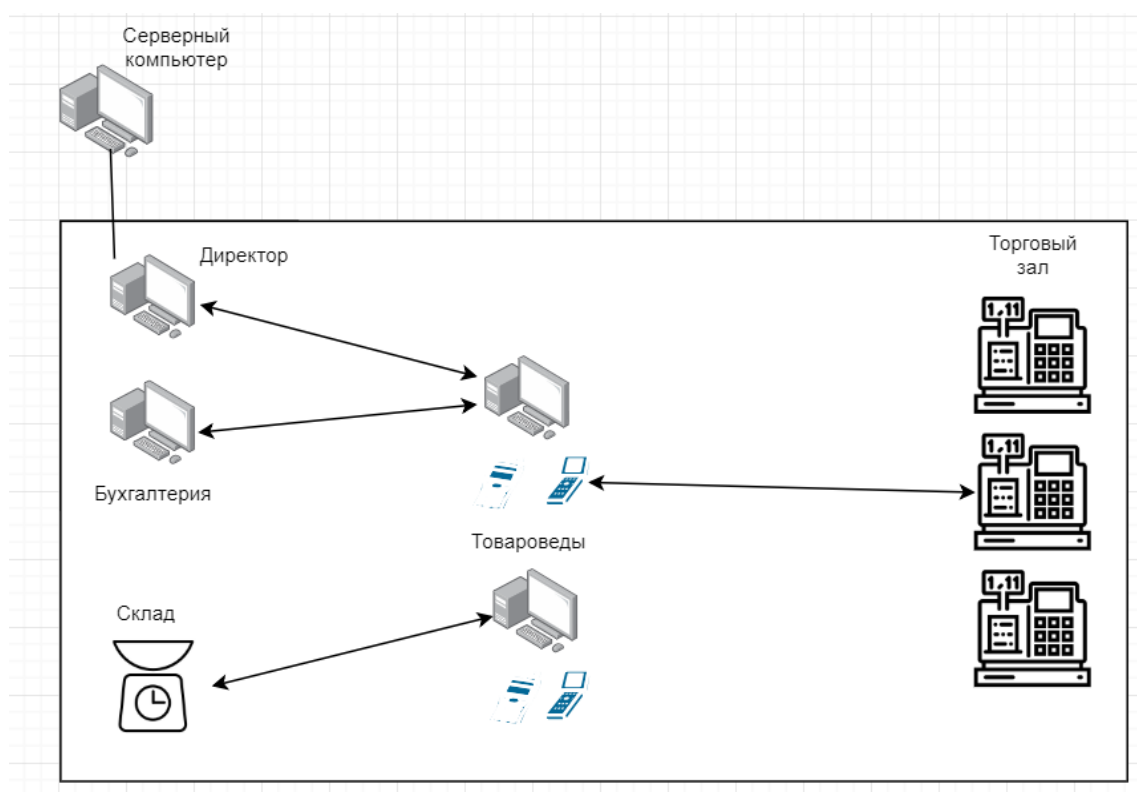 Серверный
компьютер
Директор
Торговый
зал
1.11
Бухгалтерия
1.11
Товароведы
Склад
1.11